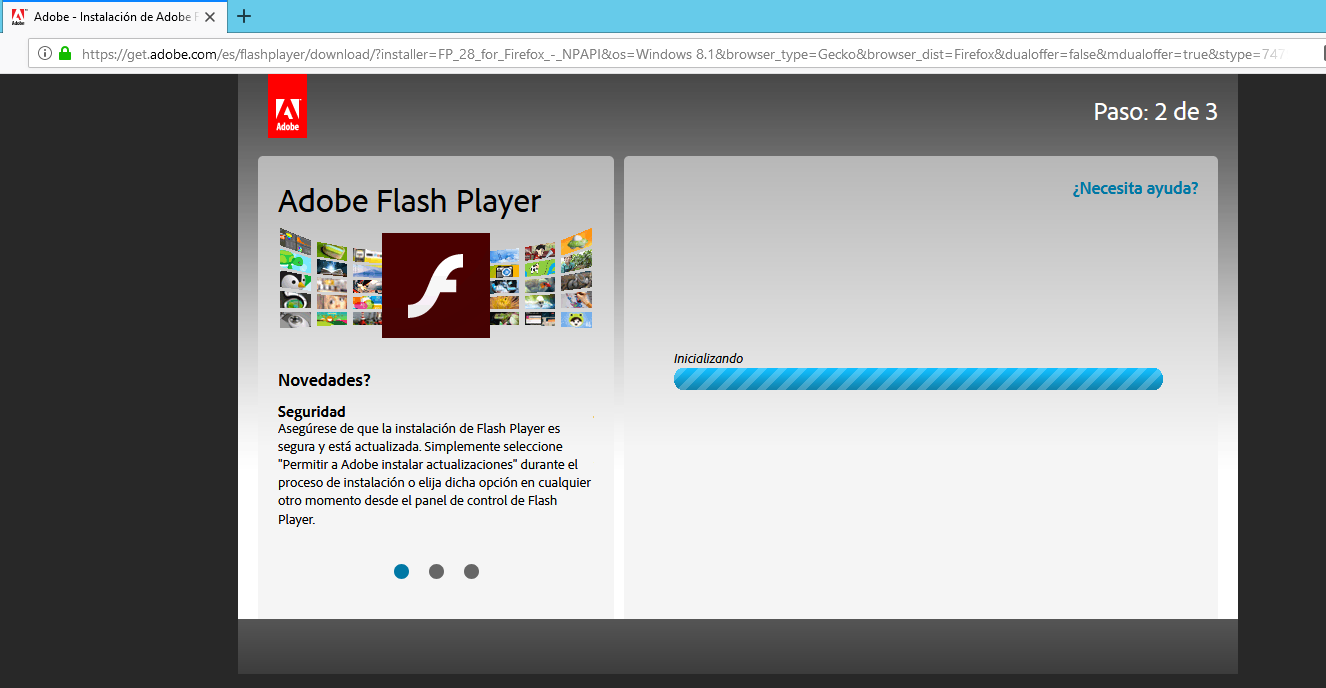 Adobe - Instalación de Adobe F
https://get.adobe.com/es/flashplayer/download/?installer=FP_28_for_Firefox_-_NPAPI&os=Windows 8.1&browser_type=Gecko&browser_dist=Firefox&dualoffer=false&mdualoffer=true&stype=747
Adobe
Paso: 2 de 3
Adobe Flash Player
¿Necesita ayuda?
Inicializando
Novedades?
Seguridad
Asegúrese de que la instalación de Flash Player es
segura y está actualizada. Simplemente seleccione
"Permitir a Adobe instalar actualizaciones" durante el
proceso de instalación o elija dicha opción en cualquier
otro momento desde el panel de control de Flash
Player.